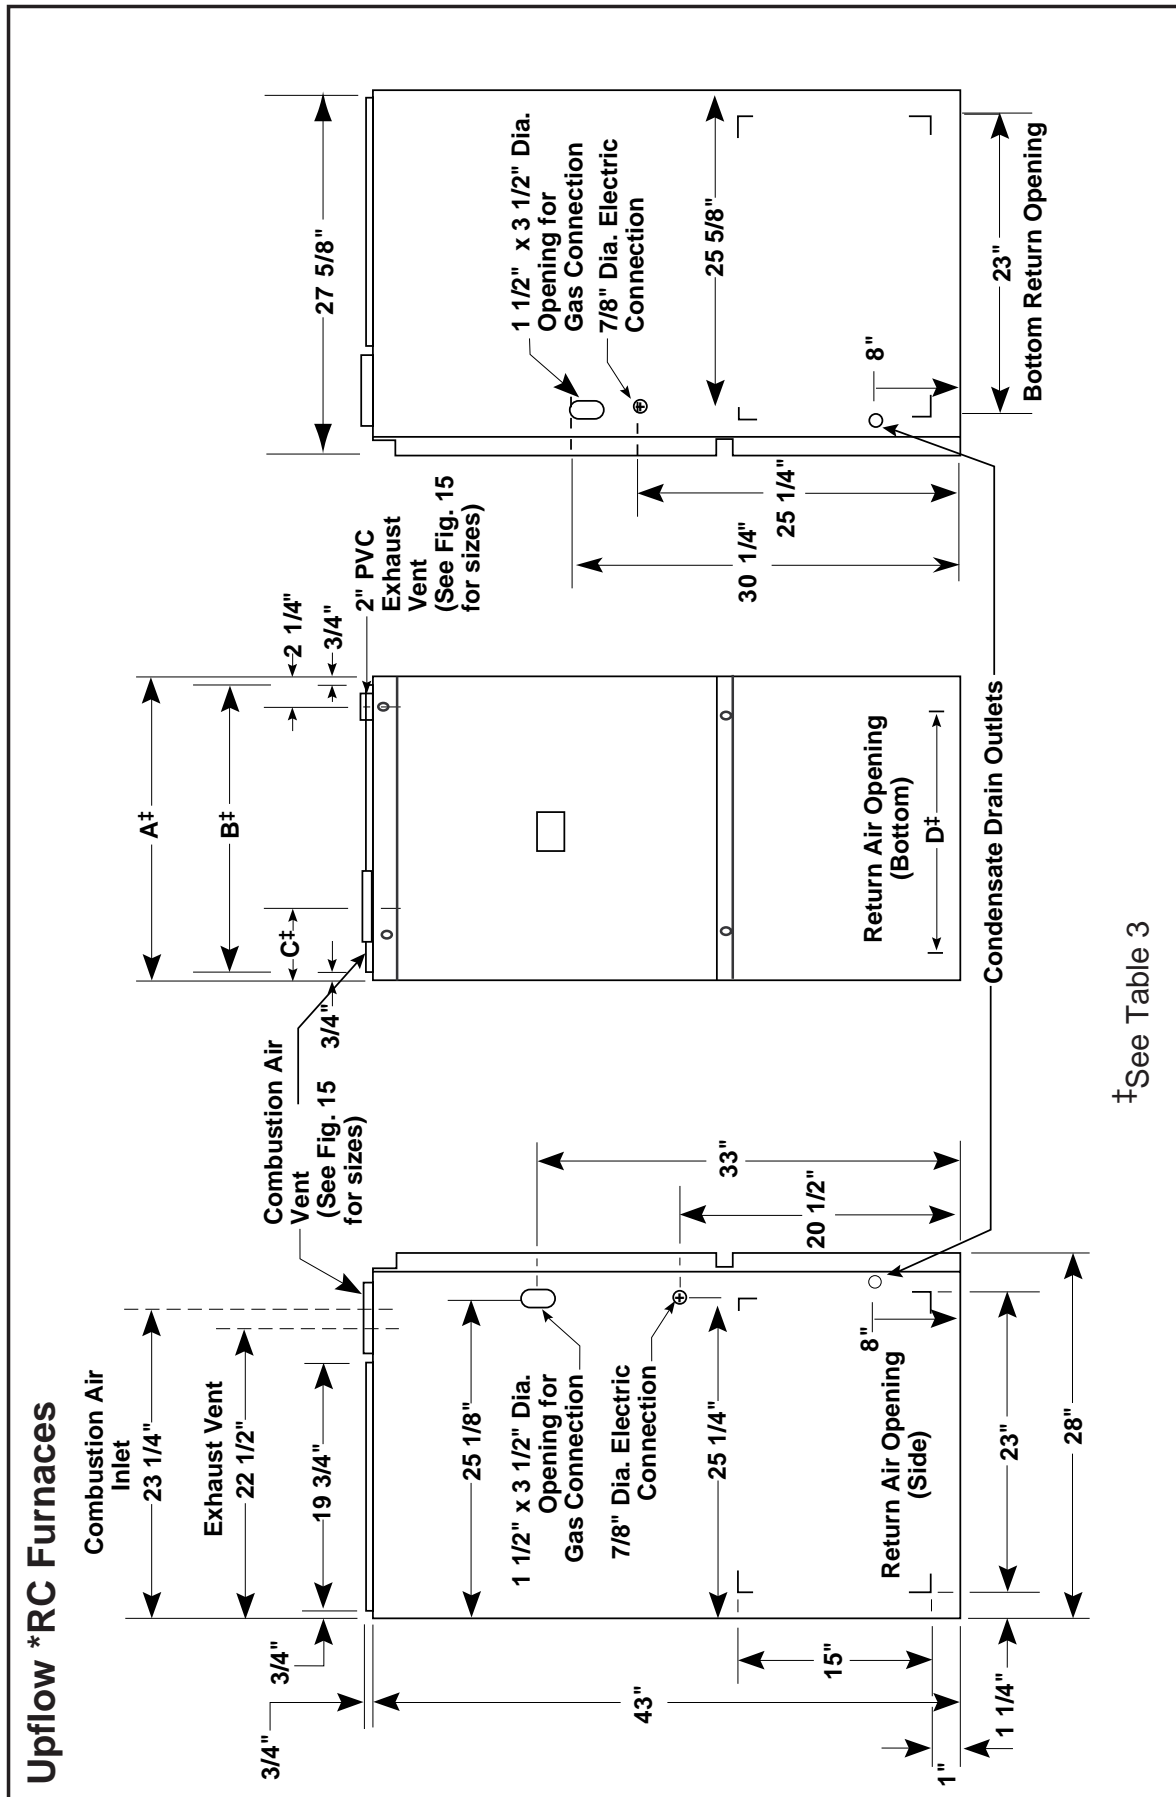 Upflow *RC Furnaces
Combustion Air
Inlet
23 1/4"
Exhaust Vent
22 1/2"
19 3/4"
3/4"
3/4"
25 1/8"
1 1/2" x 3 1/2" Dia.
Opening for
Gas Connection
7/8" Dia. Electric
Connection
25 1/4"
Return Air Opening
(Side)
8"
23"
28"
43"
15"
1"
1 1/4"
33"
20 1/2"
Combustion Air
Vent
(See Fig. 15
for sizes)
A‡
B‡
C‡
3/4"
2 1/4"
3/4"
2" PVC
Exhaust
Vent
(See Fig. 15
for sizes)
Return Air Opening
(Bottom)
D‡
Condensate Drain Outlets
27 5/8"
1 1/2" x 3 1/2" Dia.
Opening for
Gas Connection
7/8" Dia. Electric
Connection
25 5/8"
8"
30 1/4"
25 1/4"
23"
Bottom Return Opening
‡See Table 3